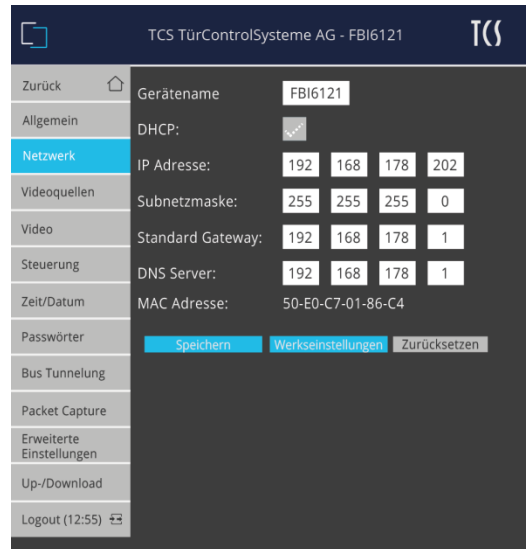 TCS TürControlSysteme AG - FBI6121
TCS
Zurück
Allgemein
Netzwerk
Videoquellen
Video
Steuerung
Zeit/Datum
Passwörter
Bus Tunnelung
Packet Capture
Erweiterte
Einstellungen
Up-/Download
Logout (12:55)
Gerätename FBI6121
DHCP:
IP Adresse: 192 168 178 202
Subnetzmaske: 255 255 255 0
Standard Gateway: 192 168 178 1
DNS Server: 192 168 178 1
MAC Adresse: 50-E0-C7-01-86-C4
Speichern Werkseinstellungen Zurücksetzen